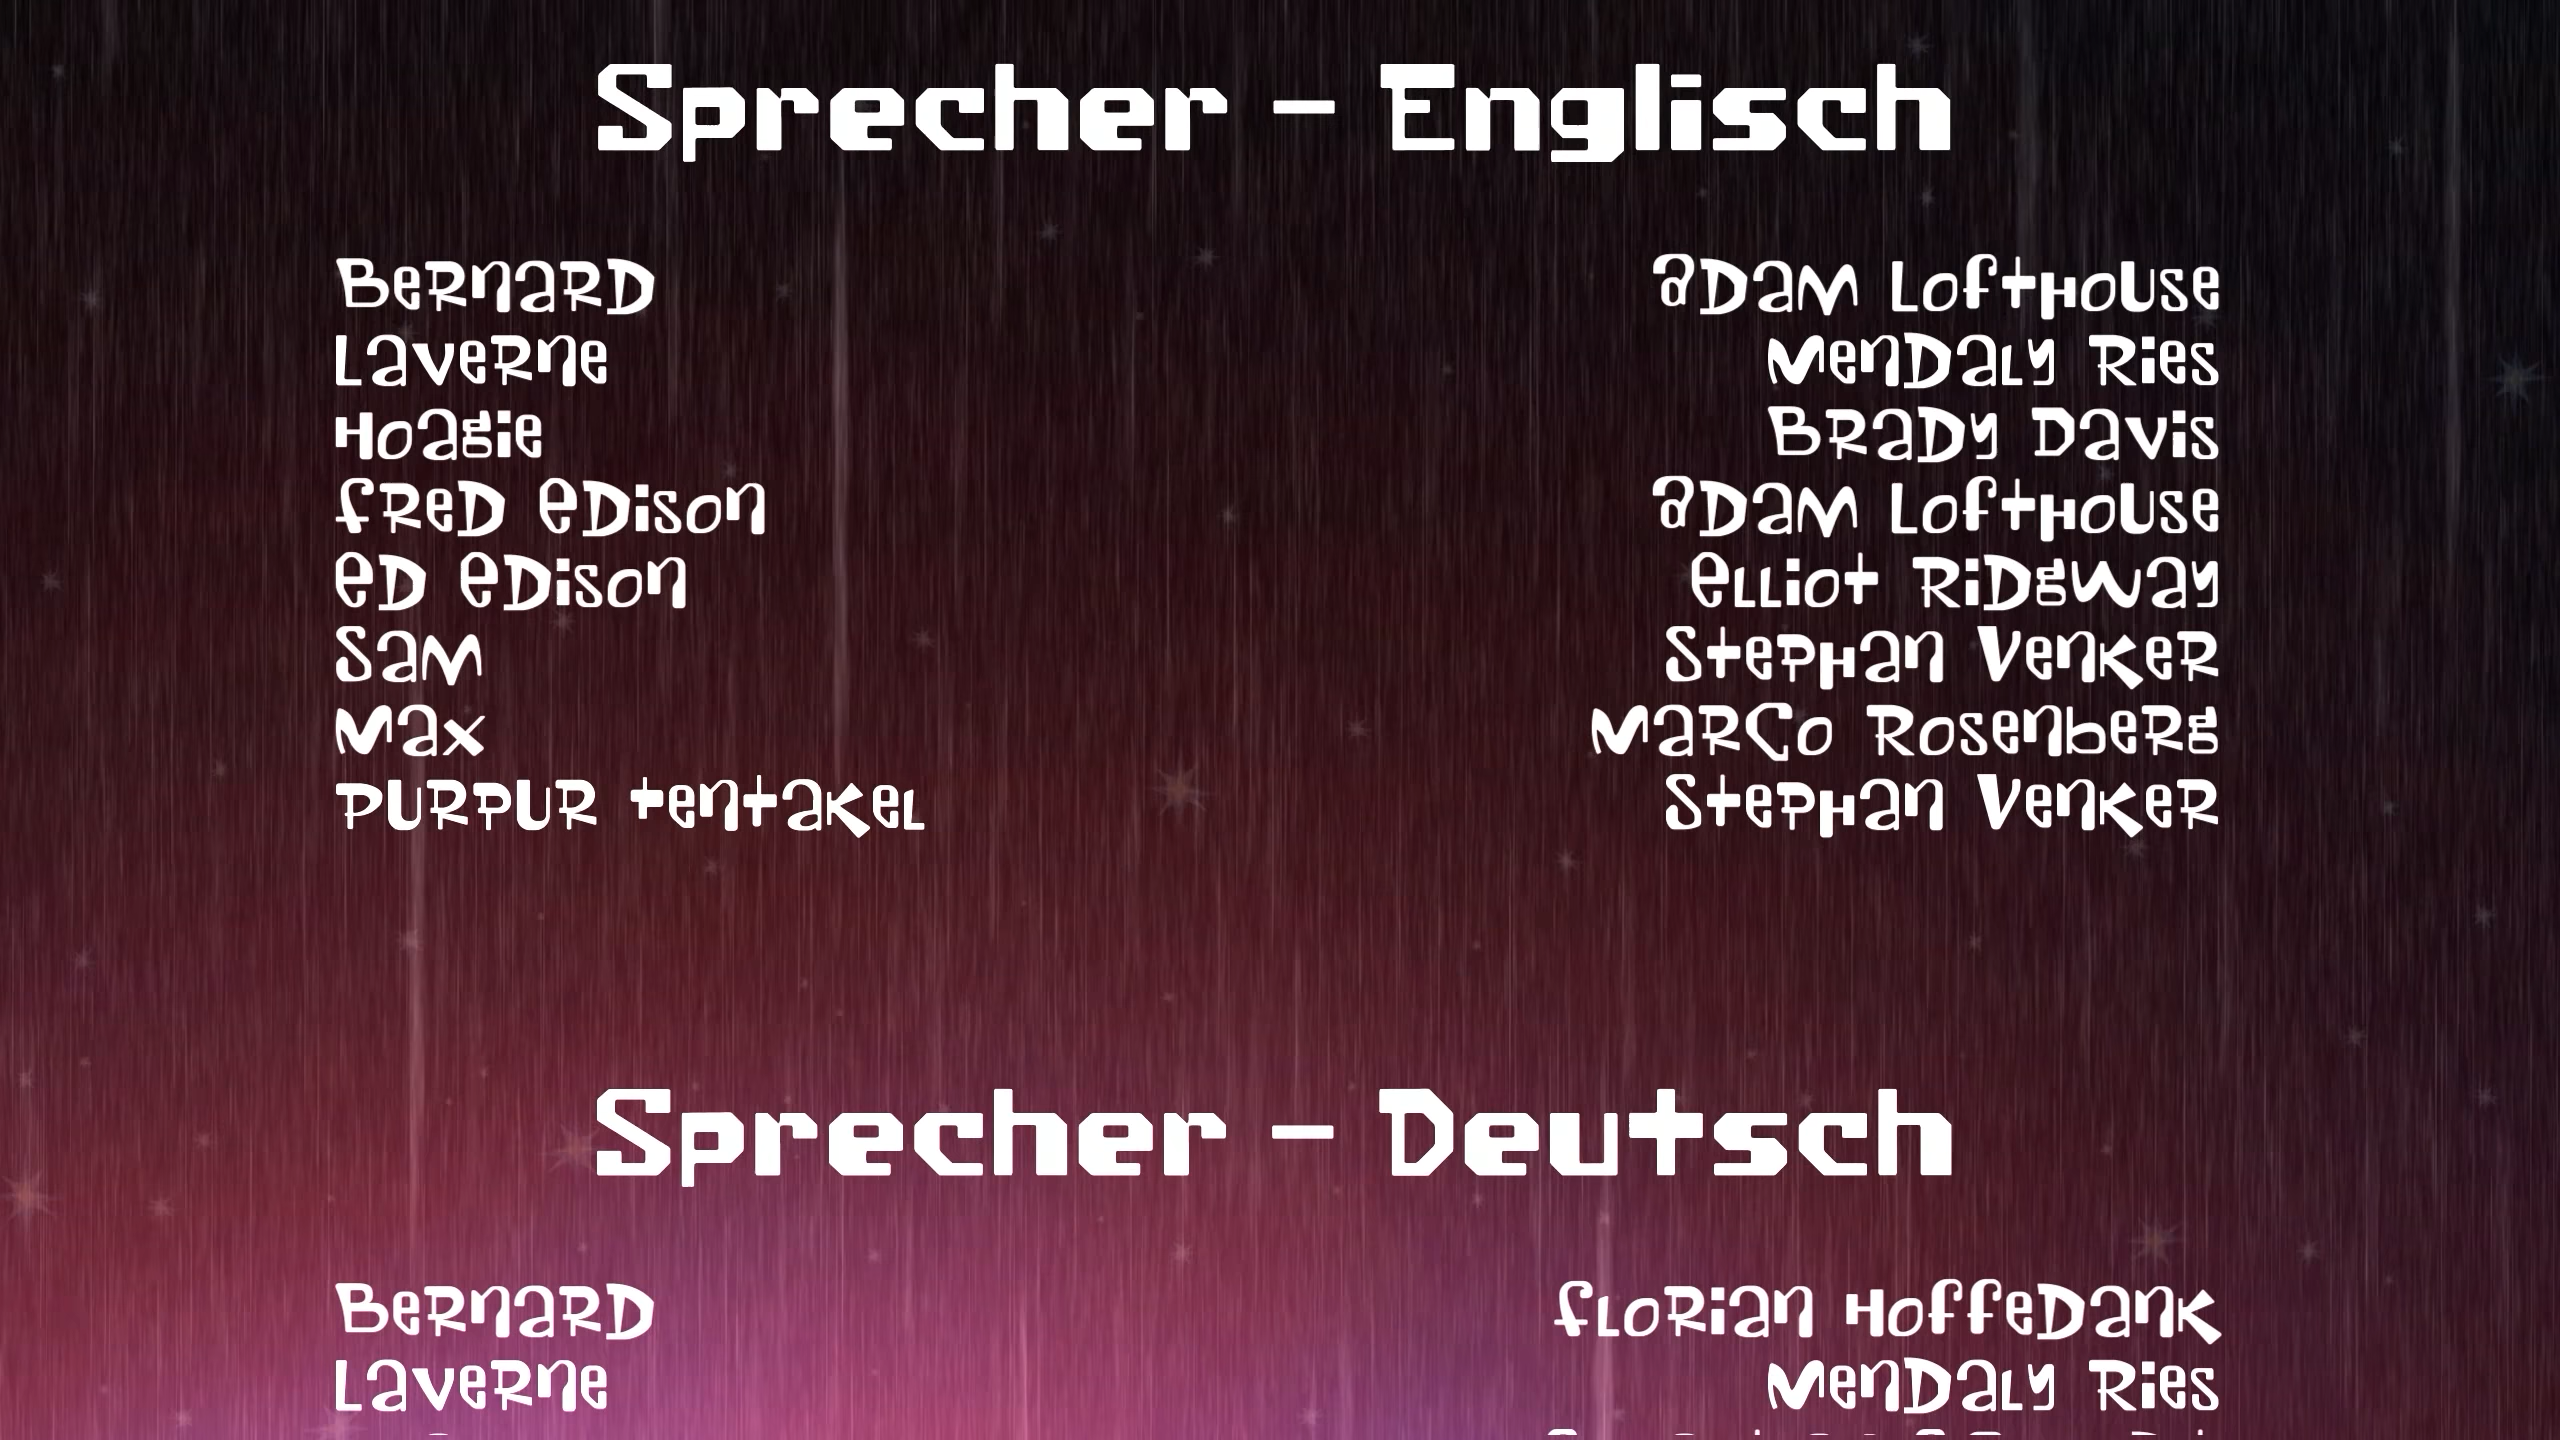 Sprecher - Englisch
Bernard Adam Lofthouse
Laverne Mendaly Ries
Hoagie Brady Davis
Fred Edison Adam Lofthouse
Ed Edison Elliot Ridgway
Sam Stephan Venker
Max Marco Rosenberg
Purpur Tentakel Stephan Venker
Sprecher - Deutsch
Bernard Florian Hoffedank
Laverne Mendaly Ries